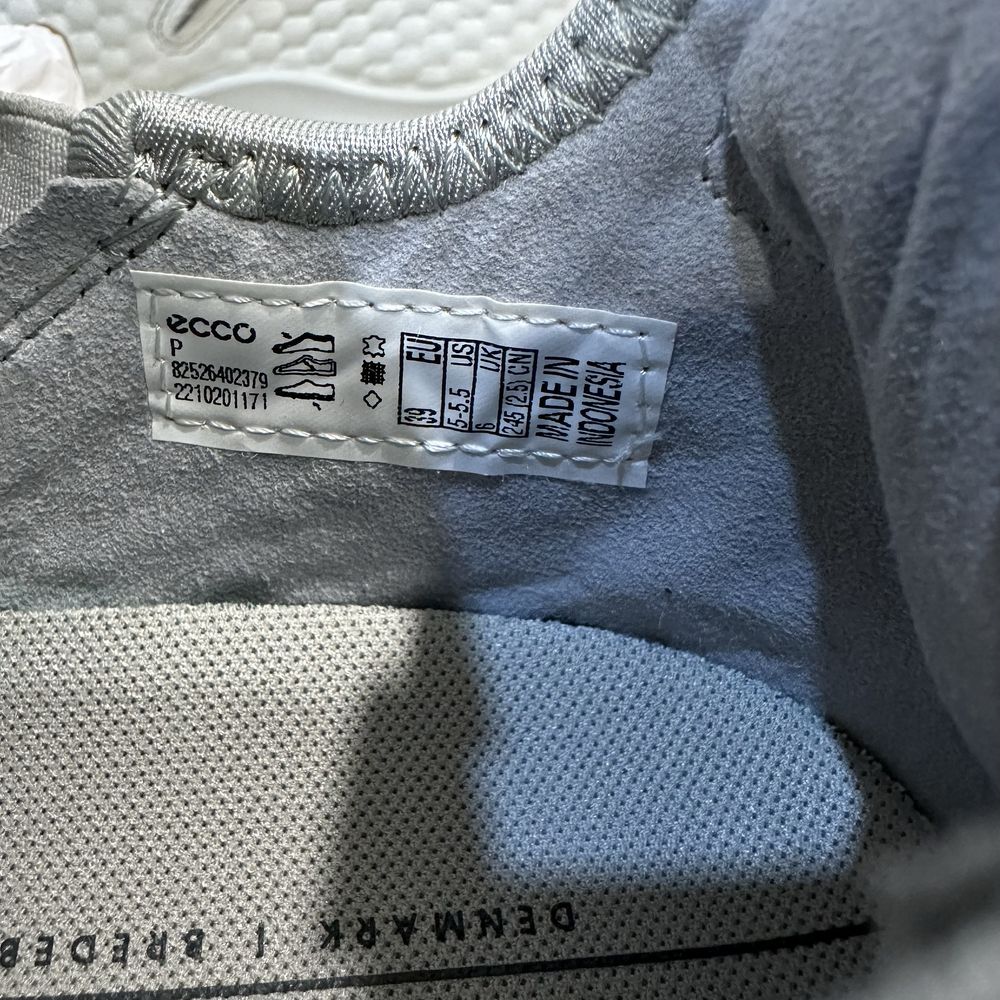 ecco
P
82526402379
2210201171
EU 39
US 5-5.5
UK 6
CN 245 (2.5)
MADE IN
INDONESIA
DENMARK | BREDEB